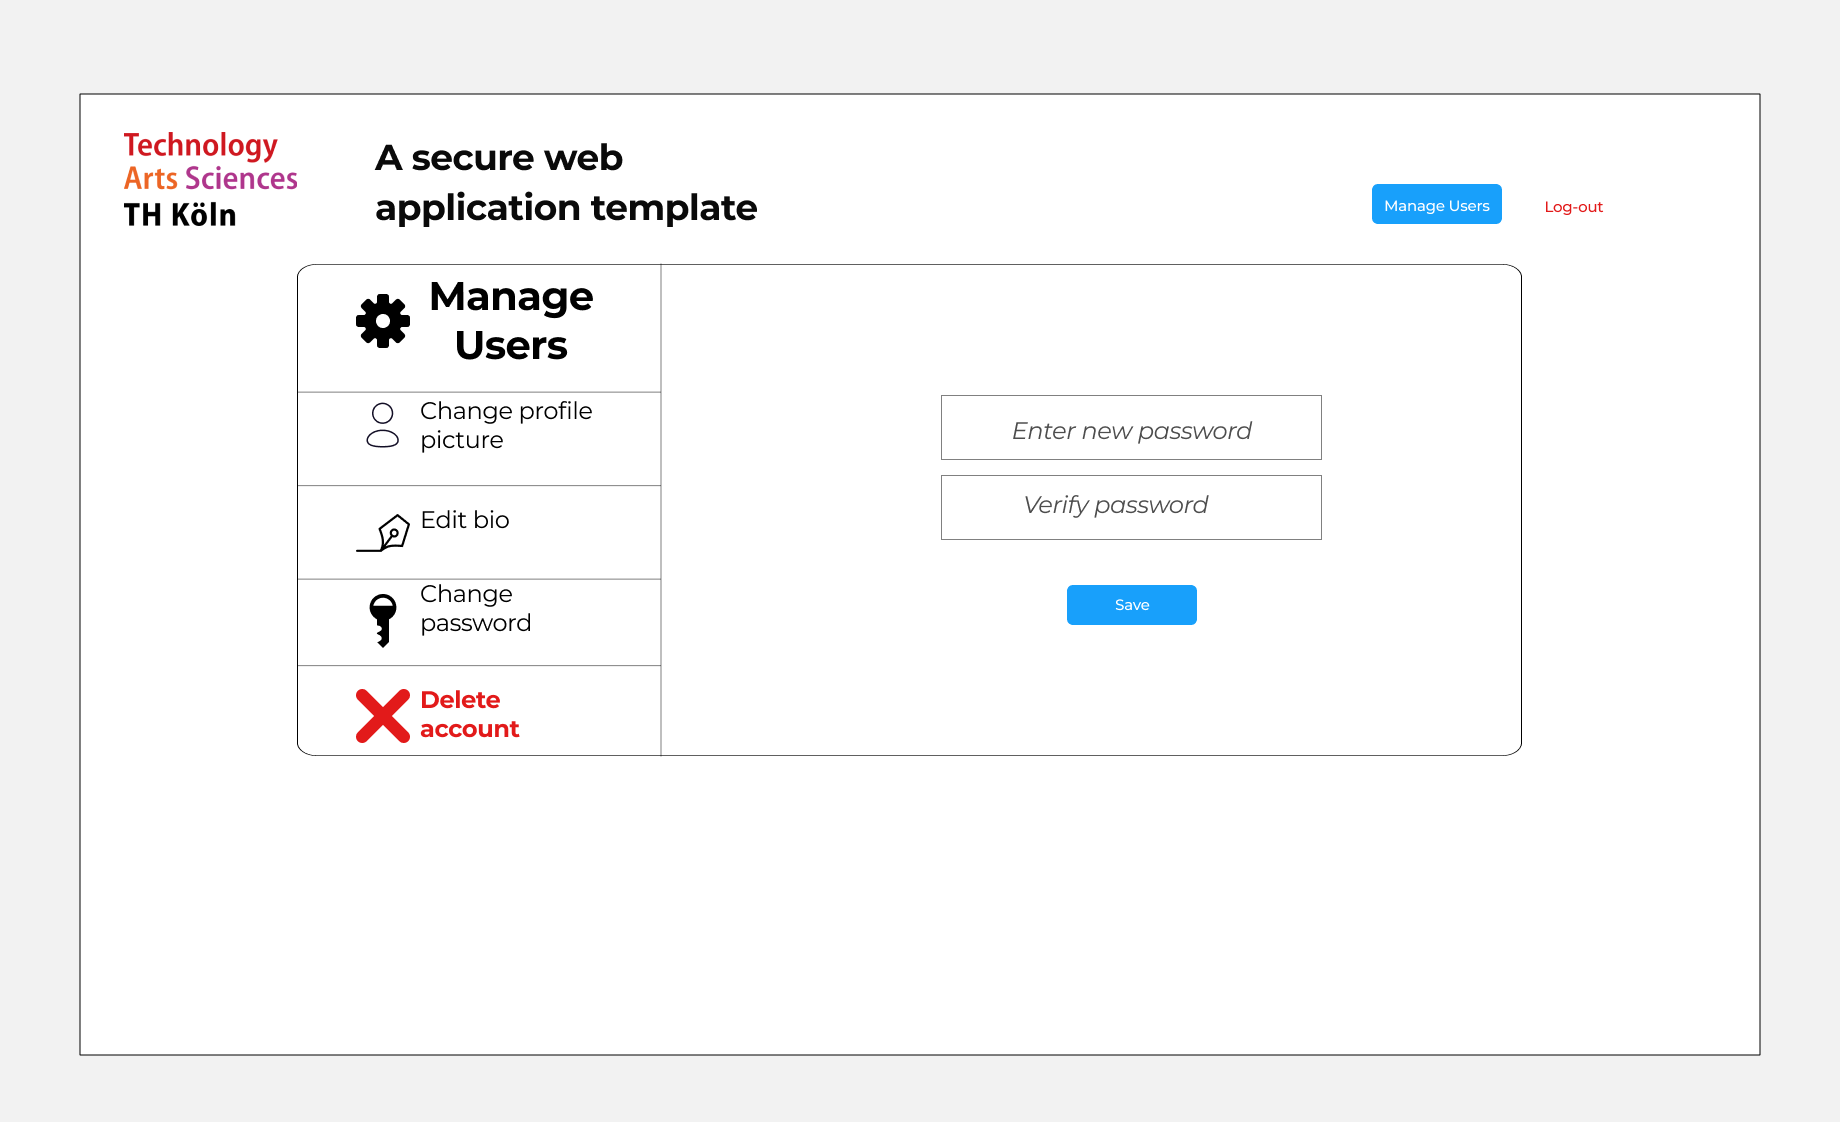 Technology
Arts Sciences
TH Köln
A secure web
application template
Manage Users
Log-out
Manage
Users
Change profile
picture
Edit bio
Change
password
Delete
account
Enter new password
Verify password
Save